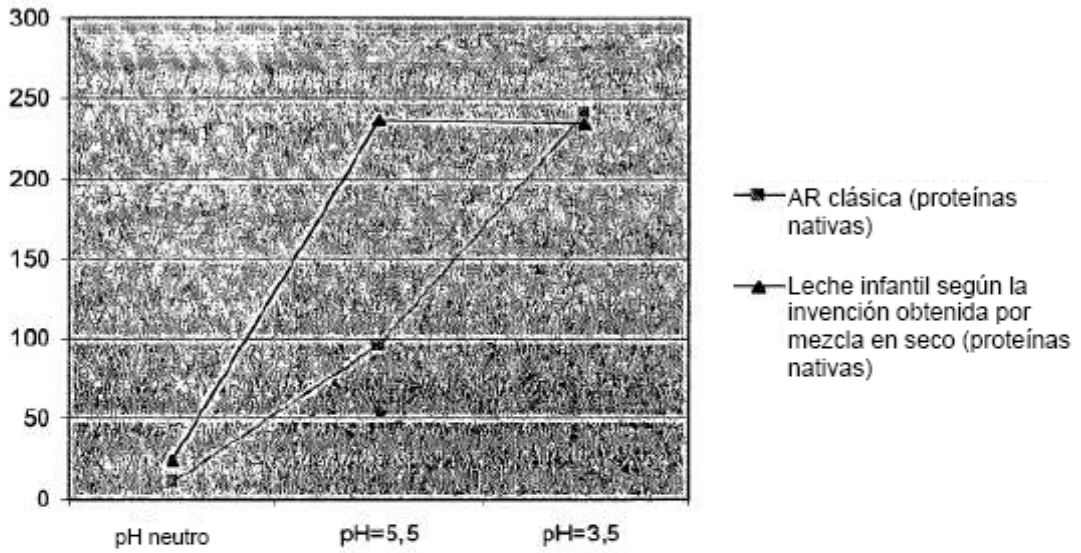 300
250
200
150
100
50
0
pH neutro
pH=5,5
pH=3,5
AR clásica (proteínas
nativas)
Leche infantil según la
invención obtenida por
mezcla en seco (proteínas
nativas)